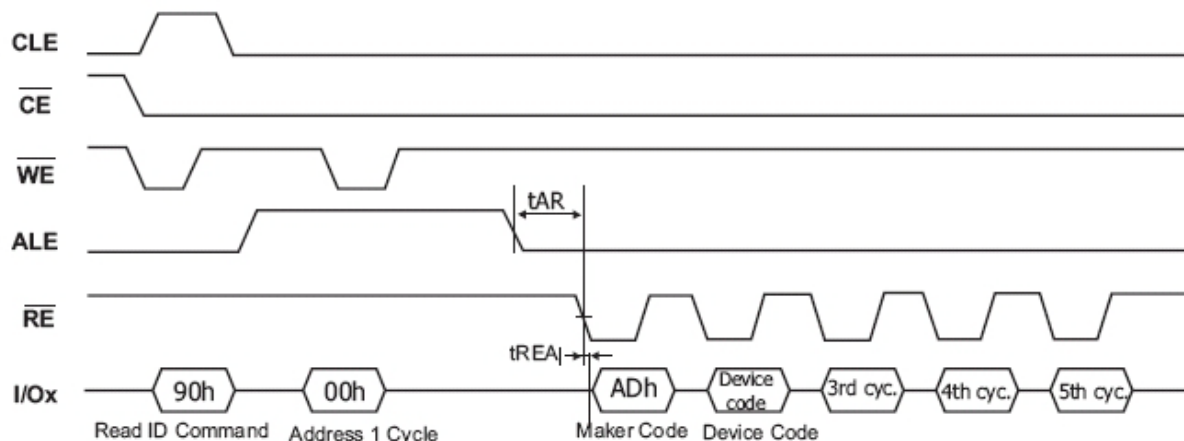 CLE
CE
WE
tAR
ALE
RE
tREA
I/Ox 90h 00h ADh Device code 3rd cyc. 4th cyc. 5th cyc.
Read ID Command Address 1 Cycle Maker Code Device Code